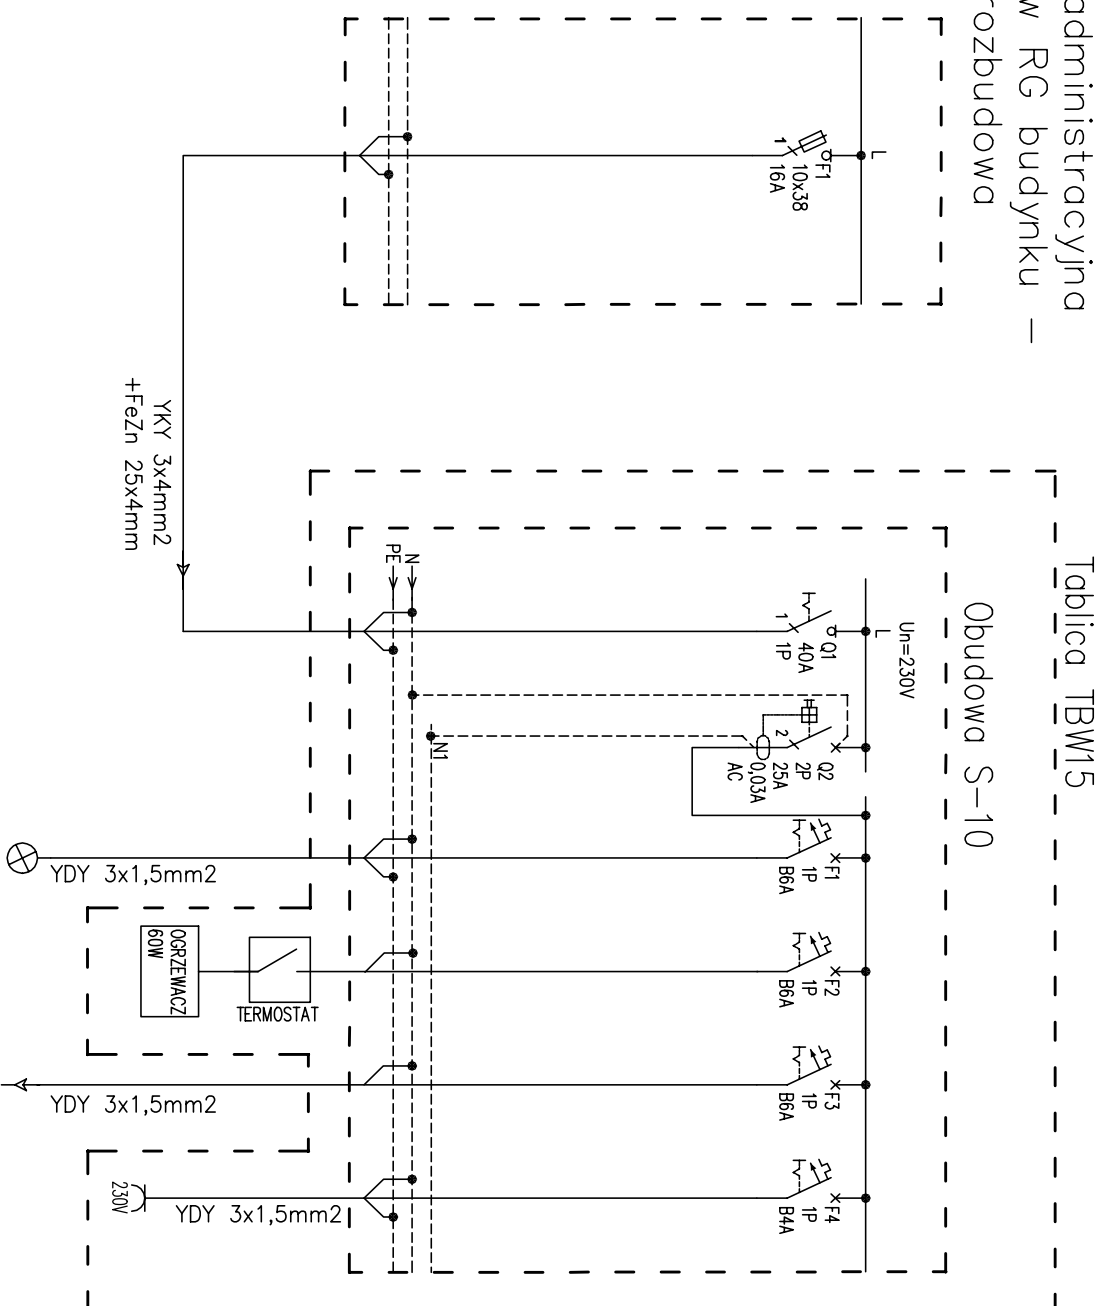 administracyjna
w RG budynku –
rozbudowa
L
F1
10x38
16A
1
YKY 3x4mm2
+FeZn 25x4mm
Tablica TBW15
Obudowa S-10
Un=230V
L
Q1
40A
1P
1
N
PE
Q2
2P
25A
0,03A
AC
2
N1
F1
1P
B6A
YDY 3x1,5mm2
F2
1P
B6A
TERMOSTAT
OGRZEWACZ
60W
F3
1P
B6A
YDY 3x1,5mm2
F4
1P
B4A
YDY 3x1,5mm2
230V